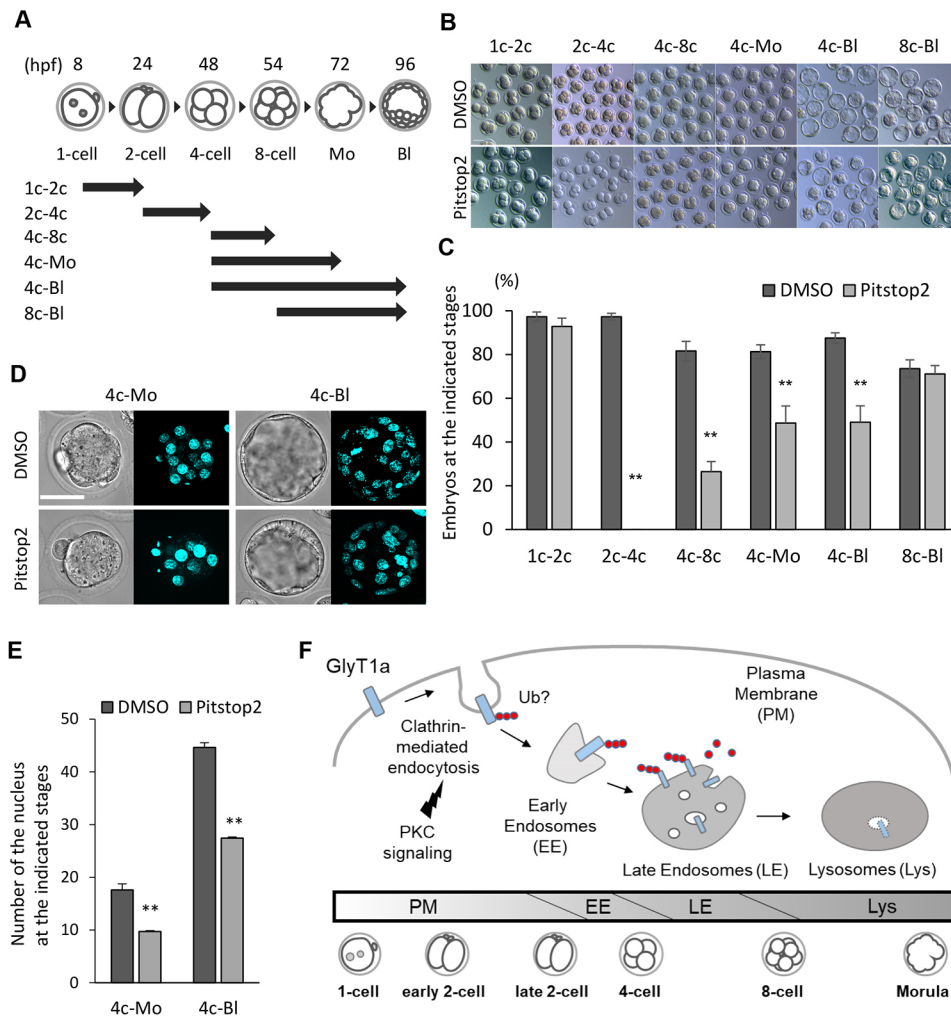 A
(hpf) 8 24 48 54 72 96
1-cell 2-cell 4-cell 8-cell Mo Bl
1c-2c
2c-4c
4c-8c
4c-Mo
4c-Bl
8c-Bl
B
1c-2c 2c-4c 4c-8c 4c-Mo 4c-Bl 8c-Bl
DMSO
Pitstop2
C
(%)
DMSO Pitstop2
Embryos at the indicated stages
100
80
60
40
20
0
**
**
**
**
1c-2c 2c-4c 4c-8c 4c-Mo 4c-Bl 8c-Bl
D
4c-Mo 4c-Bl
DMSO
Pitstop2
E
DMSO Pitstop2
Number of the nucleus
at the indicated stages
50
40
30
20
10
0
**
**
4c-Mo 4c-Bl
F
GlyT1a
Ub?
Plasma
Membrane
(PM)
Clathrin-
mediated
endocytosis
PKC
signaling
Early
Endosomes
(EE)
Late Endosomes (LE)
Lysosomes (Lys)
PM EE LE Lys
1-cell early 2-cell late 2-cell 4-cell 8-cell Morula